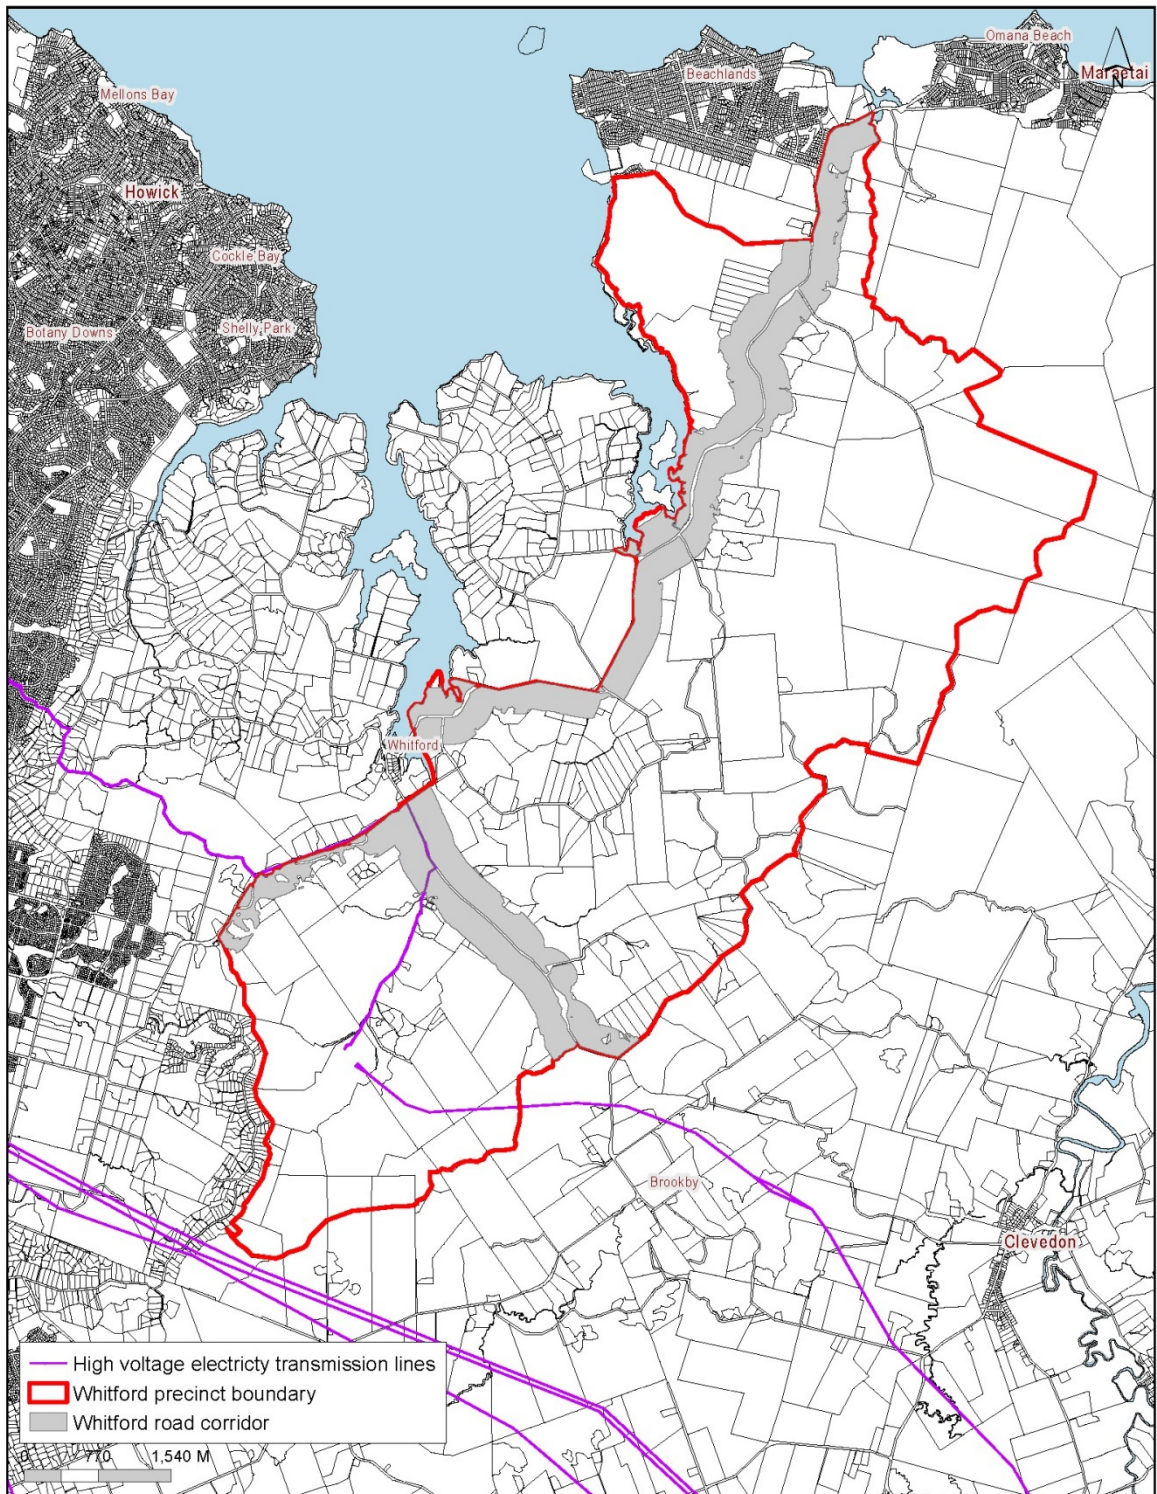 Omana Beach
Beachlands
Maraetai
N
Mellons Bay
Howick
Cockle Bay
Shelly Park
Botany Downs
Whitford
Brookby
Clevedon
High voltage electricty transmission lines
Whitford precinct boundary
Whitford road corridor
0 770 1,540 M